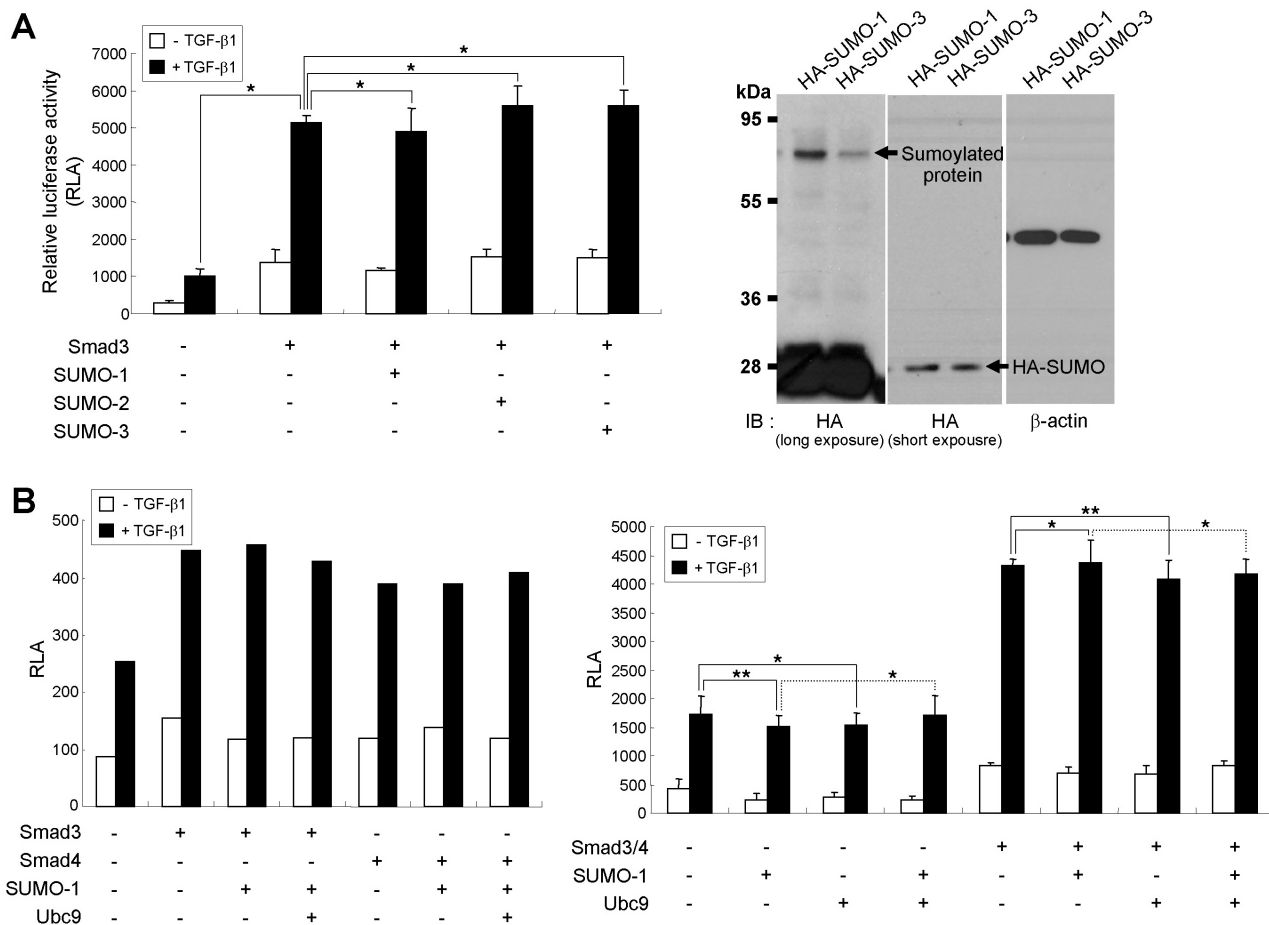 A
- TGF-β1
+ TGF-β1
Relative luciferase activity
(RLA)
7000
6000
5000
4000
3000
2000
1000
0
* * * *
Smad3 - + + + +
SUMO-1 - - + - -
SUMO-2 - - - + -
SUMO-3 - - - - +
HA-SUMO-1 HA-SUMO-3 HA-SUMO-1 HA-SUMO-3 HA-SUMO-1 HA-SUMO-3
kDa
95
55
36
28
Sumoylated
protein
HA-SUMO
IB : HA HA β-actin
(long exposure) (short expousre)
B
- TGF-β1
+ TGF-β1
RLA
500
400
300
200
100
0
Smad3 - + + + - - -
Smad4 - - - - + + +
SUMO-1 - - + + - + +
Ubc9 - - - + - - +
- TGF-β1
+ TGF-β1
RLA
5000
4500
4000
3500
3000
2500
2000
1500
1000
500
0
* ** * ** * *
Smad3/4 - - - - + + + +
SUMO-1 - + - + - + - +
Ubc9 - - + + - - + +